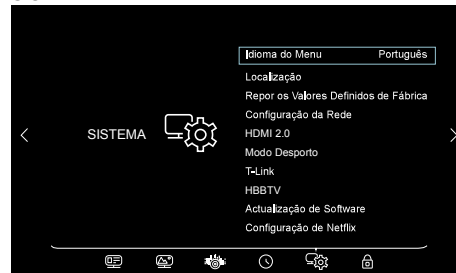 Idioma do Menu Português
Localização
Repor os Valores Definidos de Fábrica
Configuração da Rede
SISTEMA
HDMI 2.0
Modo Desporto
T-Link
HBBTV
Actualização de Software
Configuração de Netflix